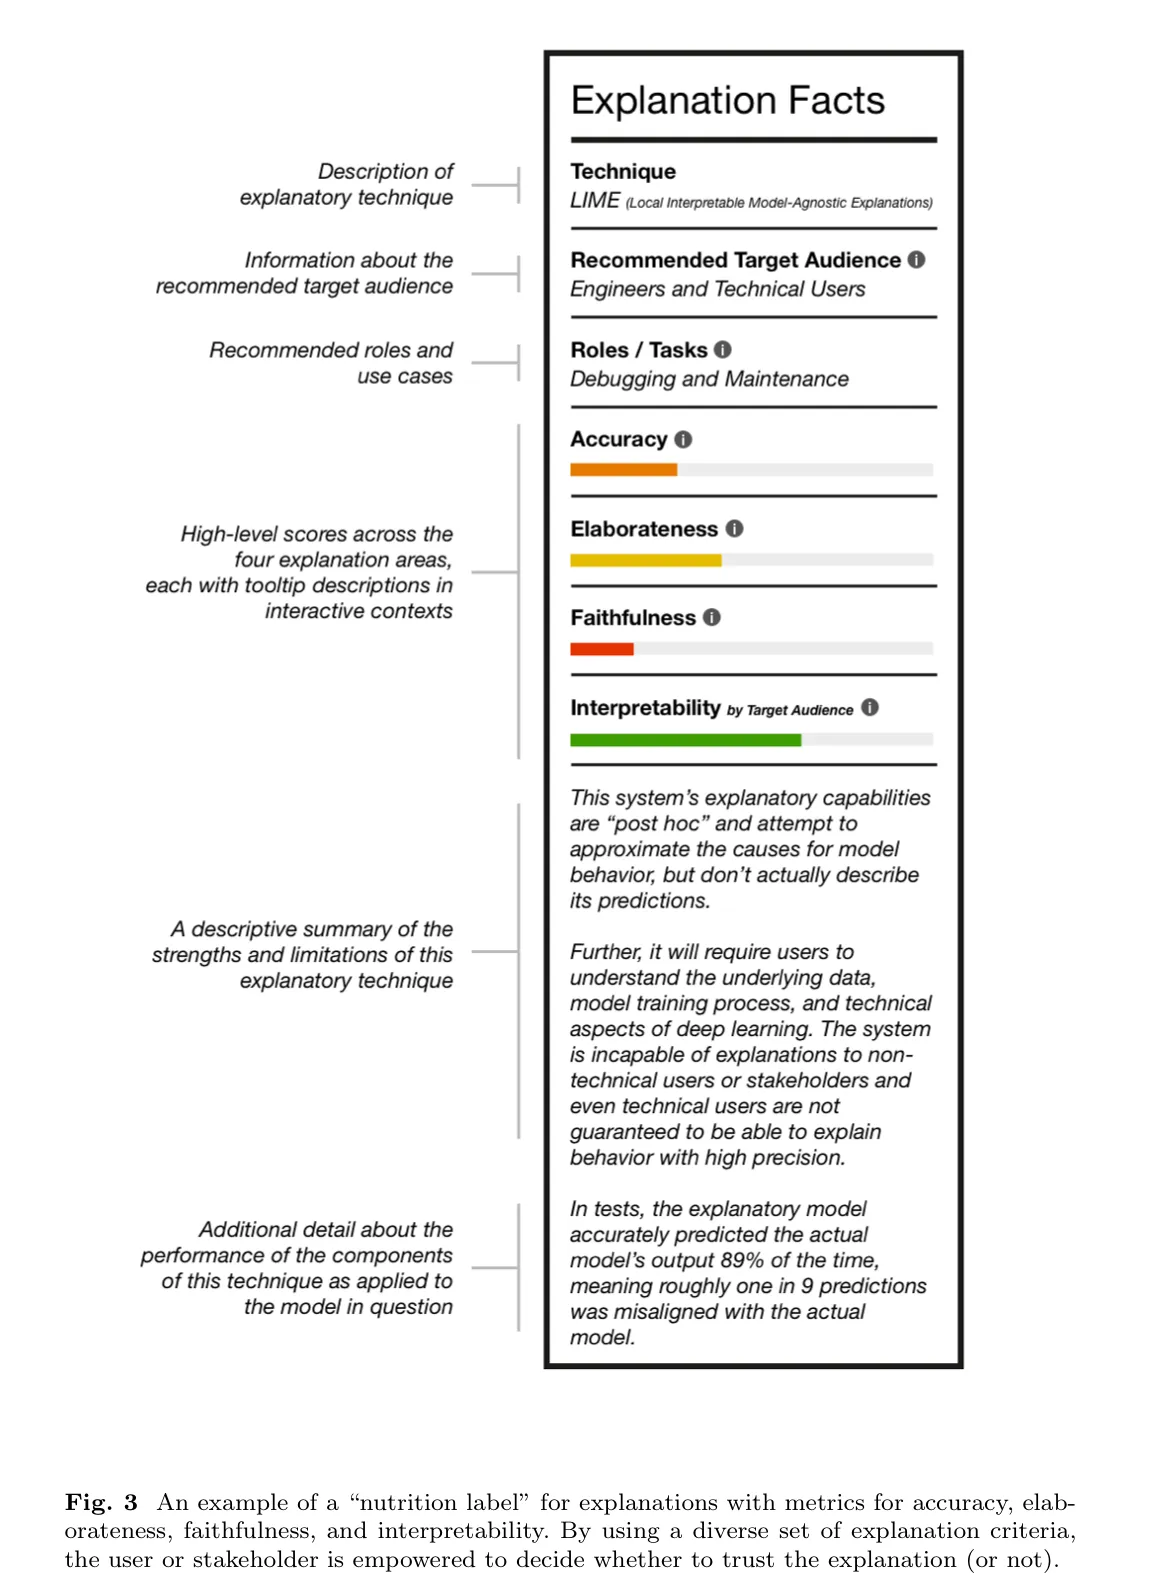 Explanation Facts
Description of
explanatory technique
Technique
LIME (Local Interpretable Model-Agnostic Explanations)
Information about the
recommended target audience
Recommended Target Audience i
Engineers and Technical Users
Recommended roles and
use cases
Roles / Tasks i
Debugging and Maintenance
High-level scores across the
four explanation areas,
each with tooltip descriptions in
interactive contexts
Accuracy i
Elaborateness i
Faithfulness i
Interpretability by Target Audience i
A descriptive summary of the
strengths and limitations of this
explanatory technique
This system’s explanatory capabilities
are “post hoc” and attempt to
approximate the causes for model
behavior, but don’t actually describe
its predictions.
Further, it will require users to
understand the underlying data,
model training process, and technical
aspects of deep learning. The system
is incapable of explanations to non-
technical users or stakeholders and
even technical users are not
guaranteed to be able to explain
behavior with high precision.
Additional detail about the
performance of the components
of this technique as applied to
the model in question
In tests, the explanatory model
accurately predicted the actual
model’s output 89% of the time,
meaning roughly one in 9 predictions
was misaligned with the actual
model.
Fig. 3 An example of a “nutrition label” for explanations with metrics for accuracy, elab-
orateness, faithfulness, and interpretability. By using a diverse set of explanation criteria,
the user or stakeholder is empowered to decide whether to trust the explanation (or not).